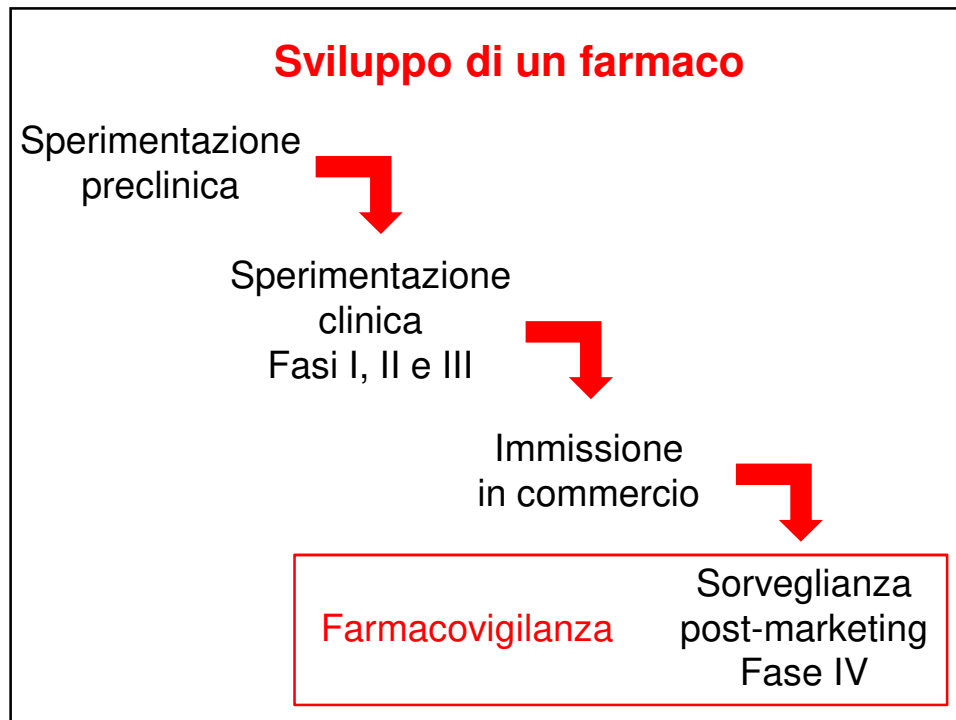 Sviluppo di un farmaco
Sperimentazione
preclinica
Sperimentazione
clinica
Fasi I, II e III
Immissione
in commercio
Farmacovigilanza
Sorveglianza
post-marketing
Fase IV